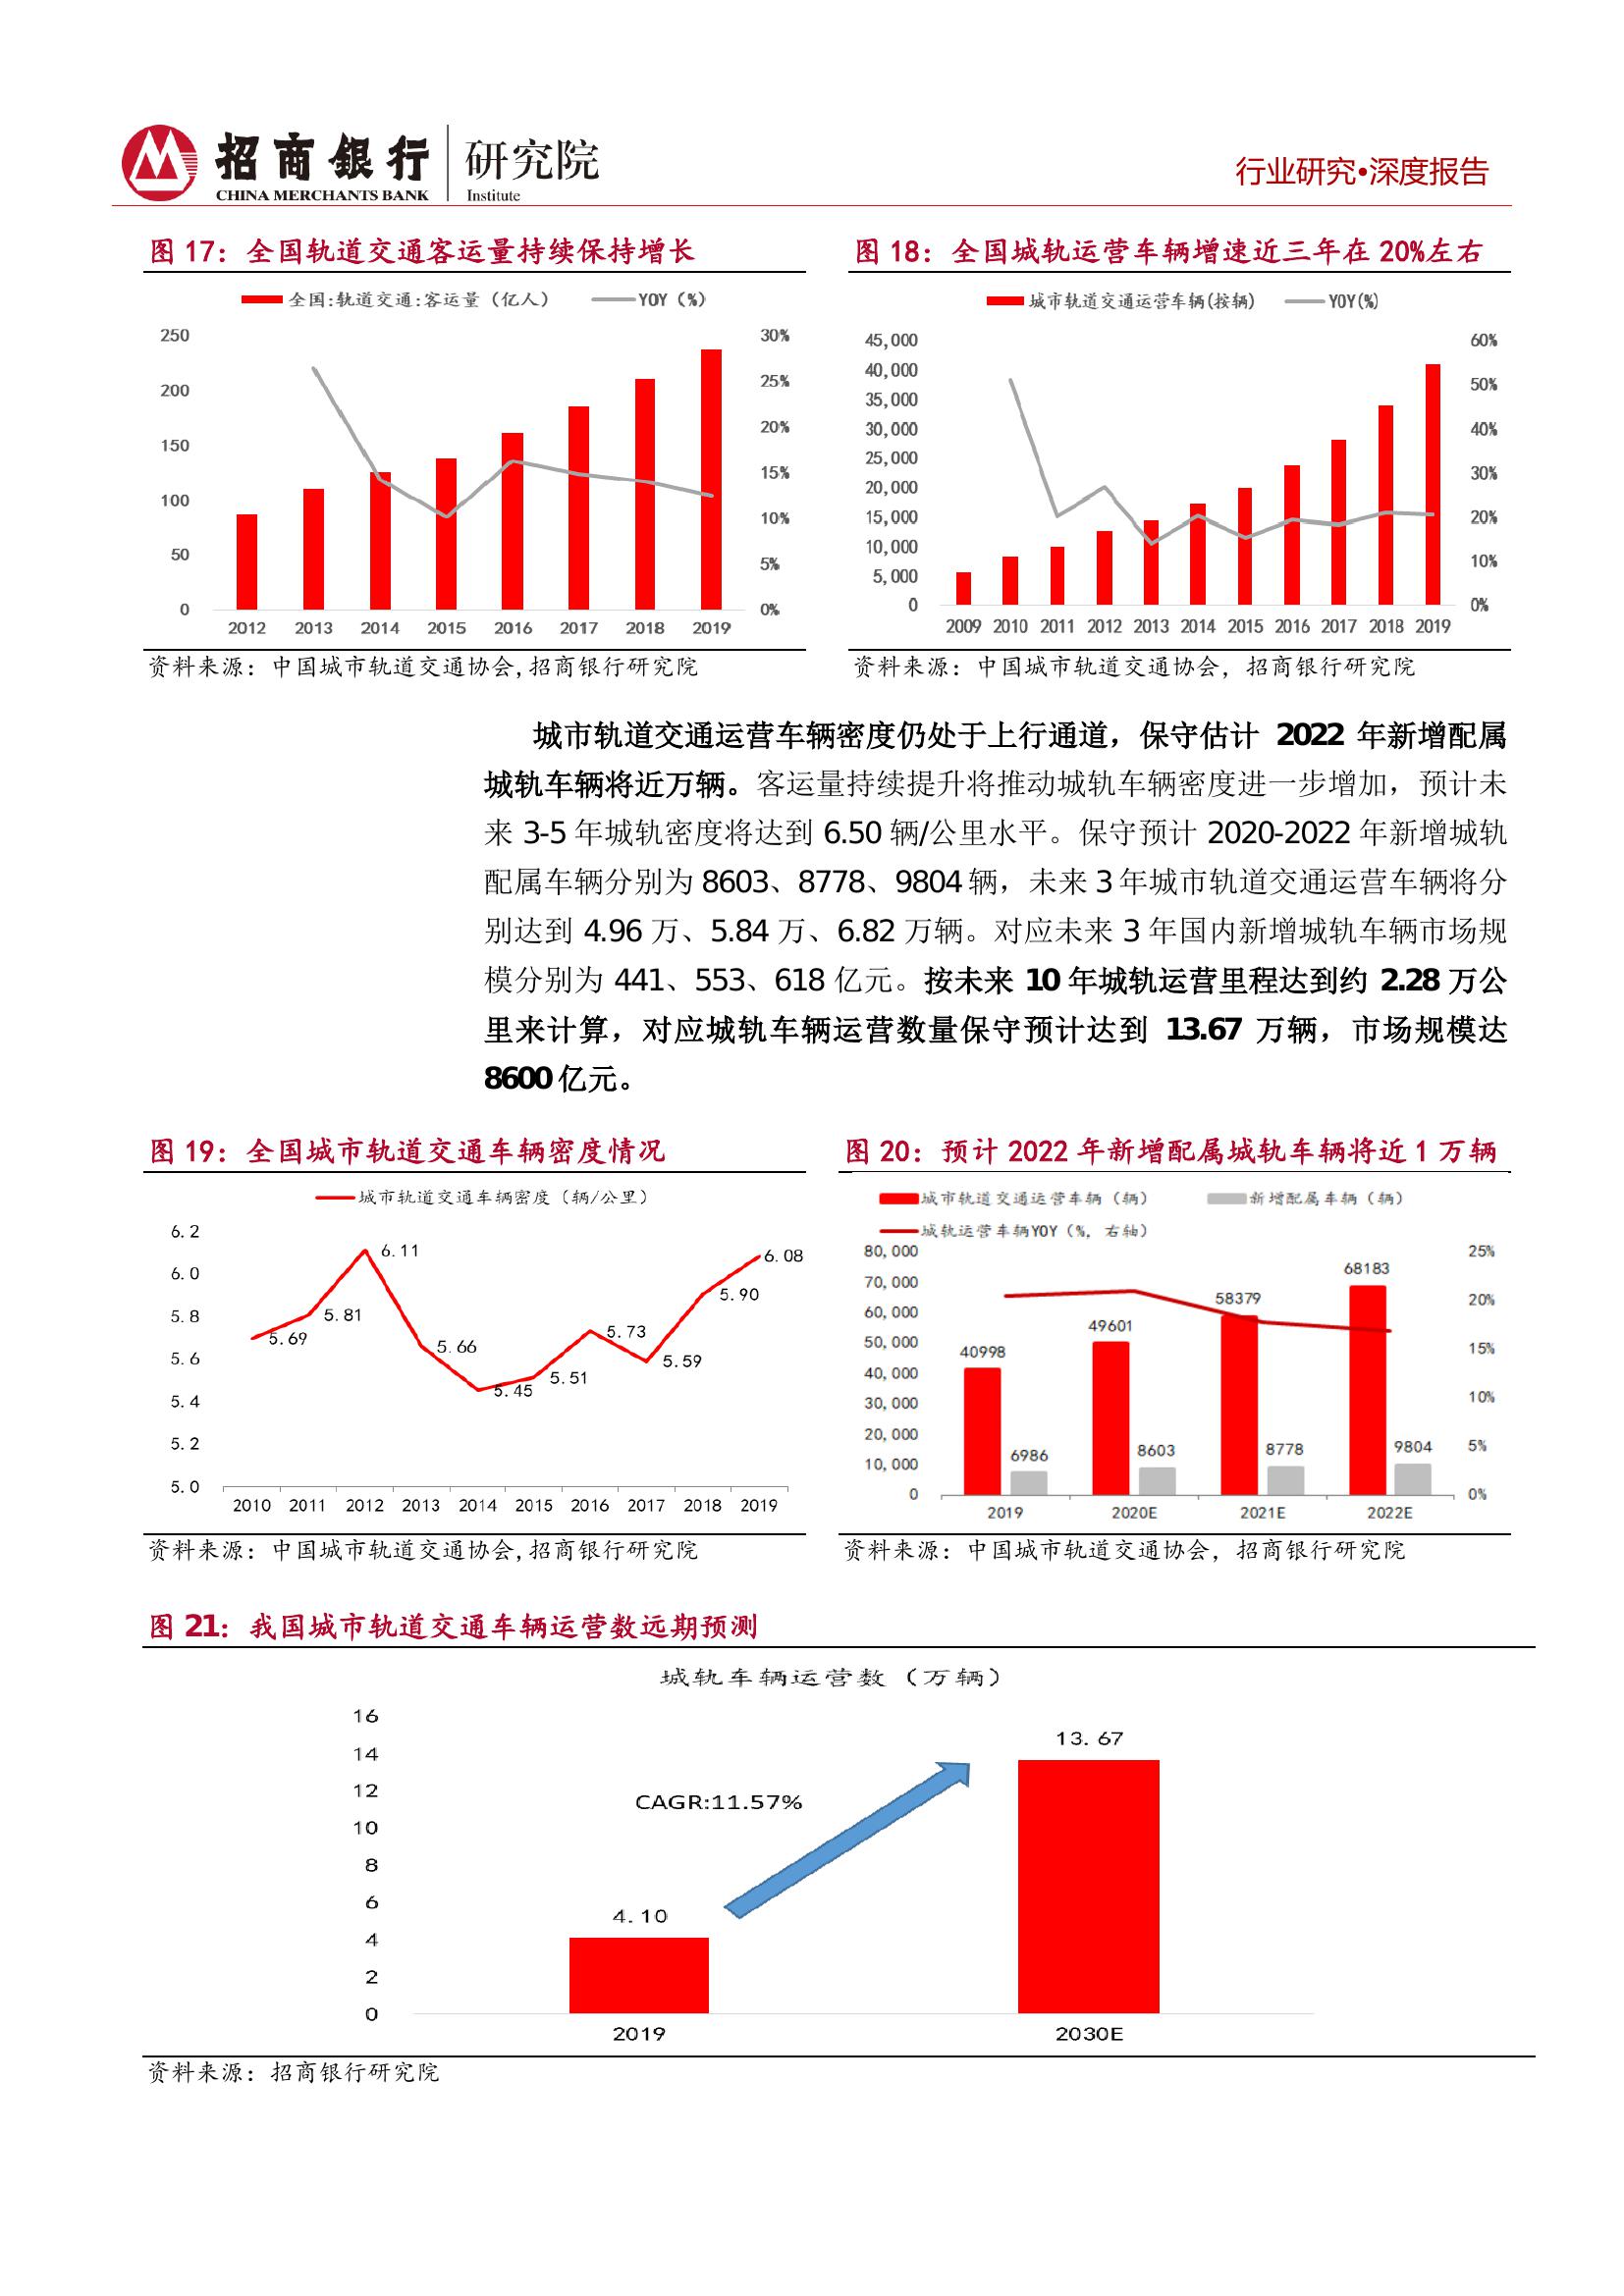 招商銀行 研究院
CHINA MERCHANTS BANK Institute
行业研究•深度报告
图 17：全国轨道交通客运量持续保持增长
全国:轨道交通:客运量（亿人） YOY（%）
250
200
150
100
50
0
30%
25%
20%
15%
10%
5%
0%
2012 2013 2014 2015 2016 2017 2018 2019
资料来源：中国城市轨道交通协会,招商银行研究院
图 18：全国城轨运营车辆增速近三年在 20%左右
城市轨道交通运营车辆(按辆) YOY(%)
45,000
40,000
35,000
30,000
25,000
20,000
15,000
10,000
5,000
0
60%
50%
40%
30%
20%
10%
0%
2009 2010 2011 2012 2013 2014 2015 2016 2017 2018 2019
资料来源：中国城市轨道交通协会，招商银行研究院
城市轨道交通运营车辆密度仍处于上行通道，保守估计 2022 年新增配属
城轨车辆将近万辆。客运量持续提升将推动城轨车辆密度进一步增加，预计未
来 3-5 年城轨密度将达到 6.50 辆/公里水平。保守预计 2020-2022 年新增城轨
配属车辆分别为 8603、8778、9804 辆，未来 3 年城市轨道交通运营车辆将分
别达到 4.96 万、5.84 万、6.82 万辆。对应未来 3 年国内新增城轨车辆市场规
模分别为 441、553、618 亿元。按未来 10 年城轨运营里程达到约 2.28 万公
里来计算，对应城轨车辆运营数量保守预计达到 13.67 万辆，市场规模达
8600 亿元。
图 19：全国城市轨道交通车辆密度情况
城市轨道交通车辆密度（辆/公里）
6.2
6.0
5.8
5.6
5.4
5.2
5.0
5.69
5.81
6.11
5.66
5.45
5.51
5.73
5.59
5.90
6.08
2010 2011 2012 2013 2014 2015 2016 2017 2018 2019
资料来源：中国城市轨道交通协会,招商银行研究院
图 20：预计 2022 年新增配属城轨车辆将近 1 万辆
城市轨道交通运营车辆（辆） 新增配属车辆（辆）
城轨运营车辆YOY（%，右轴）
80,000
70,000
60,000
50,000
40,000
30,000
20,000
10,000
0
25%
20%
15%
10%
5%
0%
40998
6986
49601
8603
58379
8778
68183
9804
2019 2020E 2021E 2022E
资料来源：中国城市轨道交通协会，招商银行研究院
图 21：我国城市轨道交通车辆运营数远期预测
城轨车辆运营数（万辆）
16
14
12
10
8
6
4
2
0
CAGR:11.57%
4.10
13.67
2019 2030E
资料来源：招商银行研究院